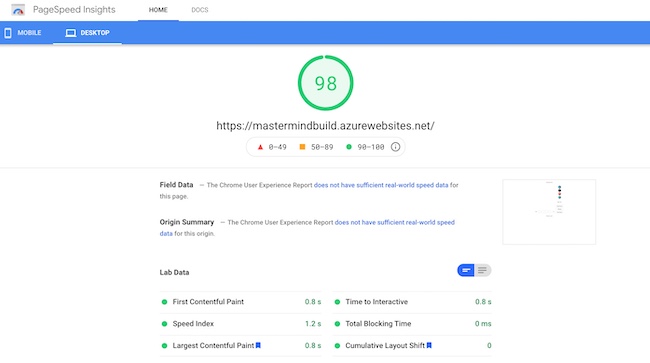 PageSpeed Insights HOME DOCS
MOBILE DESKTOP
98
https://mastermindbuild.azurewebsites.net/
0–49 50–89 90–100
Field Data — The Chrome User Experience Report does not have sufficient real-world speed data for
this page.
Origin Summary — The Chrome User Experience Report does not have sufficient real-world speed
data for this origin.
Lab Data
First Contentful Paint 0.8 s Time to Interactive 0.8 s
Speed Index 1.2 s Total Blocking Time 0 ms
Largest Contentful Paint 0.8 s Cumulative Layout Shift 0